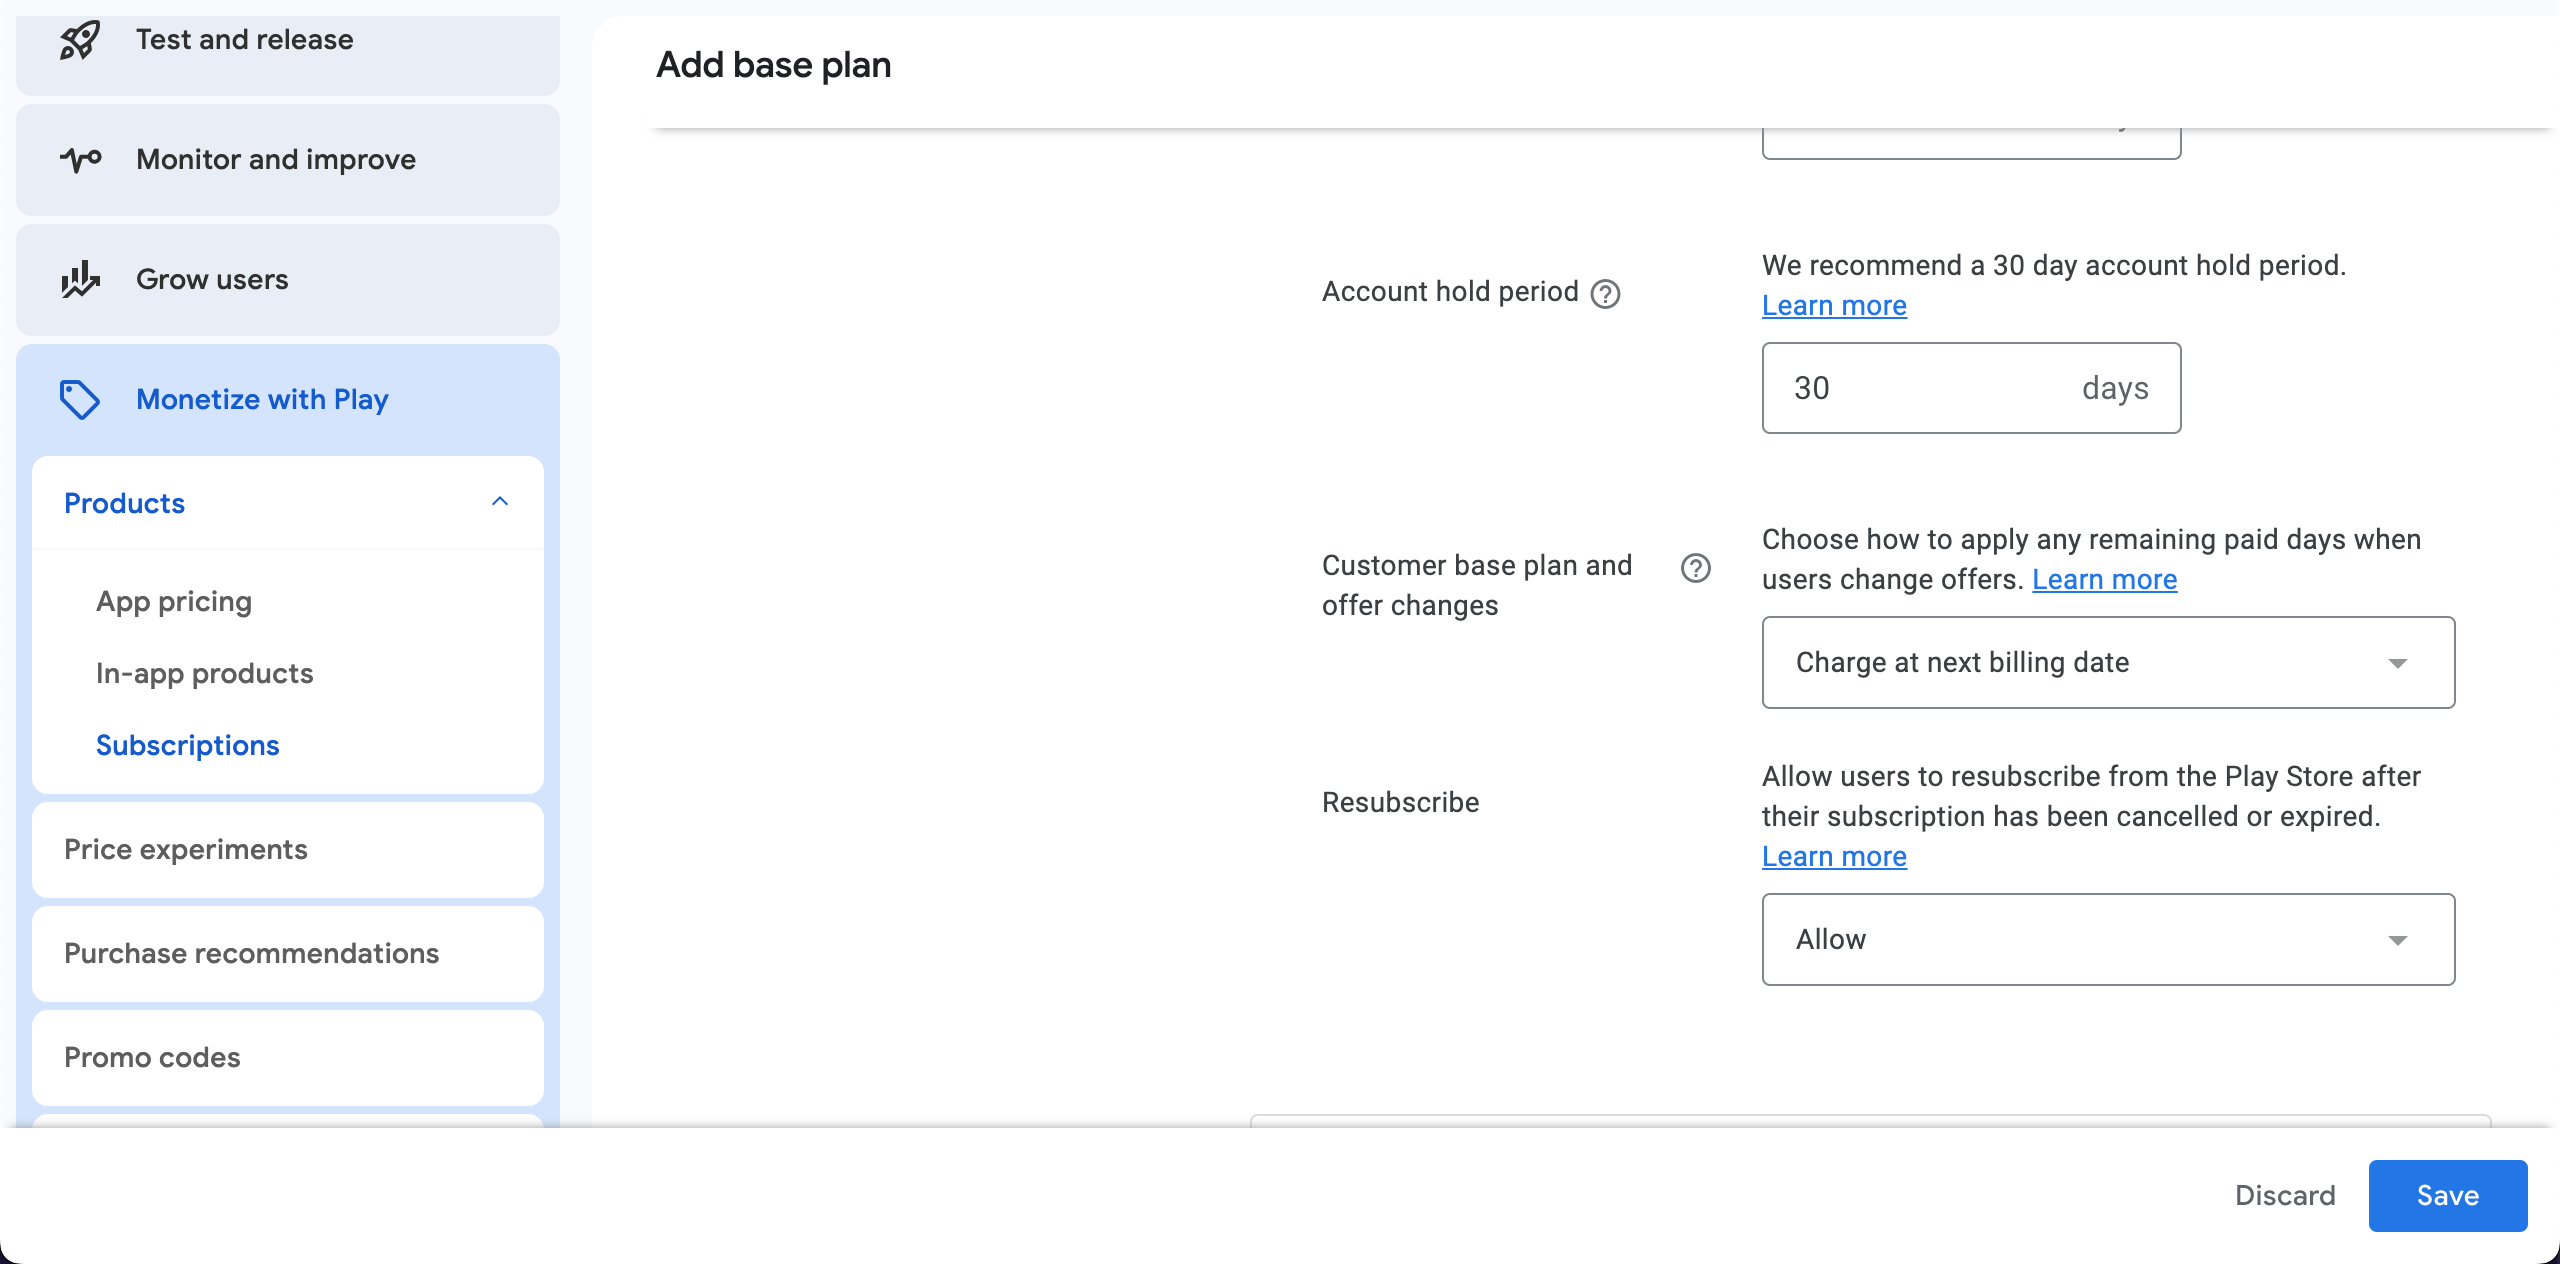 Test and release
Monitor and improve
Grow users
Monetize with Play
Products
App pricing
In-app products
Subscriptions
Price experiments
Purchase recommendations
Promo codes
Add base plan
Account hold period
We recommend a 30 day account hold period.
Learn more
30 days
Customer base plan and
offer changes
Choose how to apply any remaining paid days when
users change offers. Learn more
Charge at next billing date
Resubscribe
Allow users to resubscribe from the Play Store after
their subscription has been cancelled or expired.
Learn more
Allow
Discard
Save